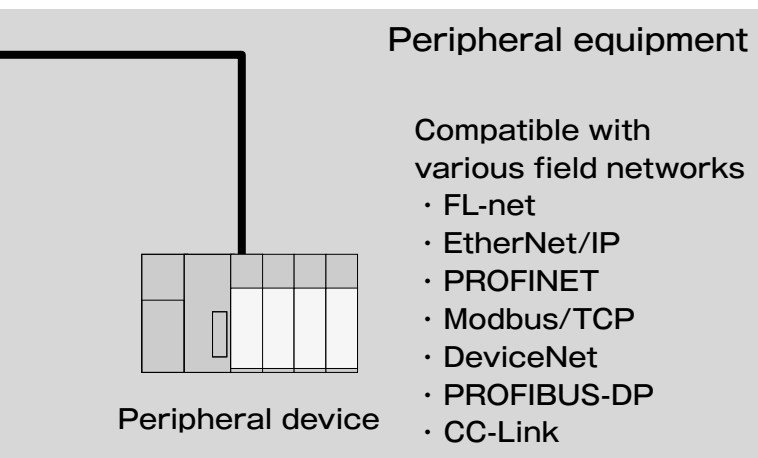 Peripheral equipment
Compatible with
various field networks
・FL-net
・EtherNet/IP
・PROFINET
・Modbus/TCP
・DeviceNet
・PROFIBUS-DP
・CC-Link
Peripheral device